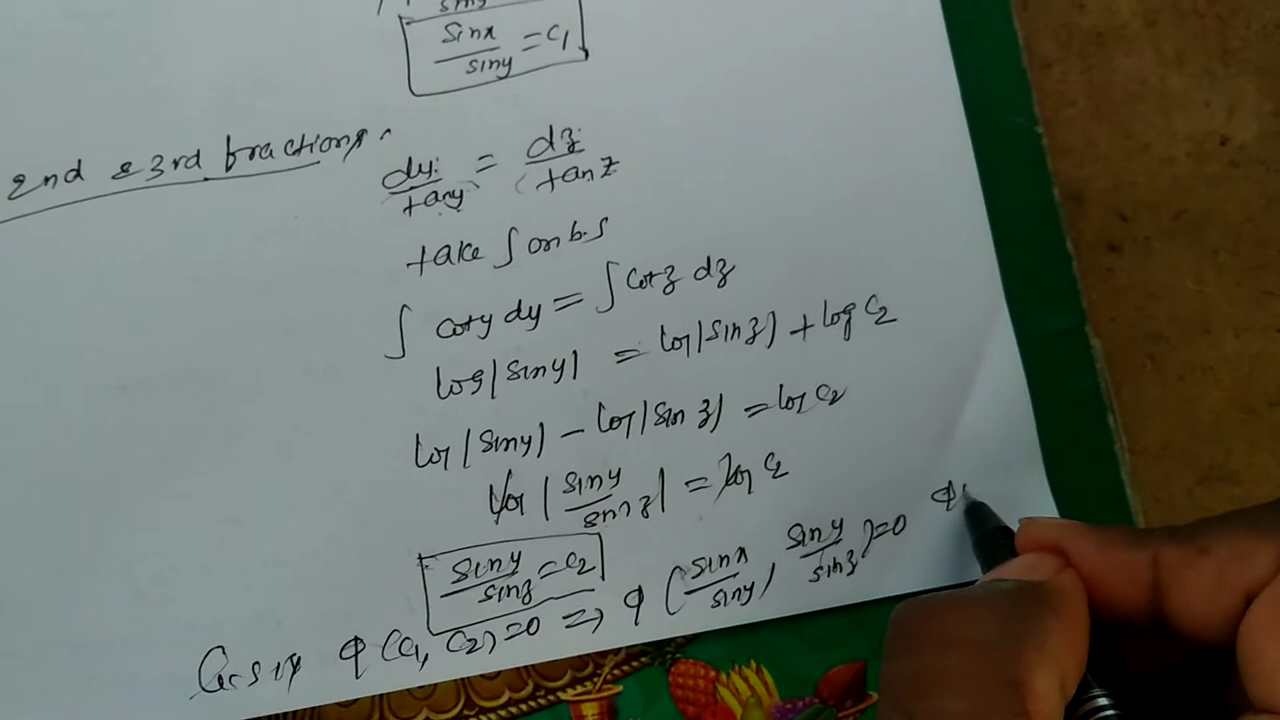 sinx/siny = C1
2nd & 3rd fractions
dy/tany = dz/tanz
take ∫ on b.s
∫ coty dy = ∫ cotz dz
log|siny| = log|sinz| + log C2
log|siny| - log|sinz| = log C2
log |siny/sinz| = log C2
siny/sinz = C2
φ(C1, C2) = 0 => φ(sinx/siny, siny/sinz) = 0